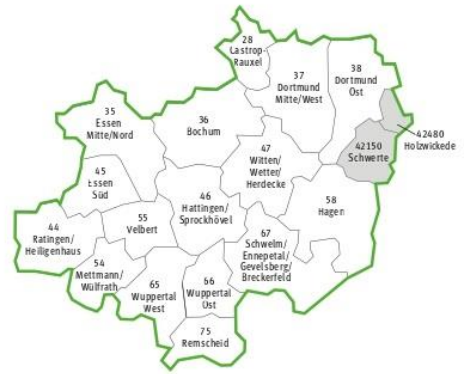 28
Castrop-
Rauxel
38
Dortmund
Ost
37
Dortmund
Mitte/West
35
Essen
Mitte/Nord
36
Bochum
42480
Holzwickede
42150
Schwerte
47
Witten/
Wetter/
Herdecke
45
Essen
Süd
46
Hattingen/
Sprockhövel
58
Hagen
44
Ratingen/
Heiligenhaus
55
Velbert
67
Schwelm/
Ennepetal/
Gevelsberg/
Breckerfeld
54
Mettmann/
Wülfrath
65
Wuppertal
West
66
Wuppertal
Ost
75
Remscheid